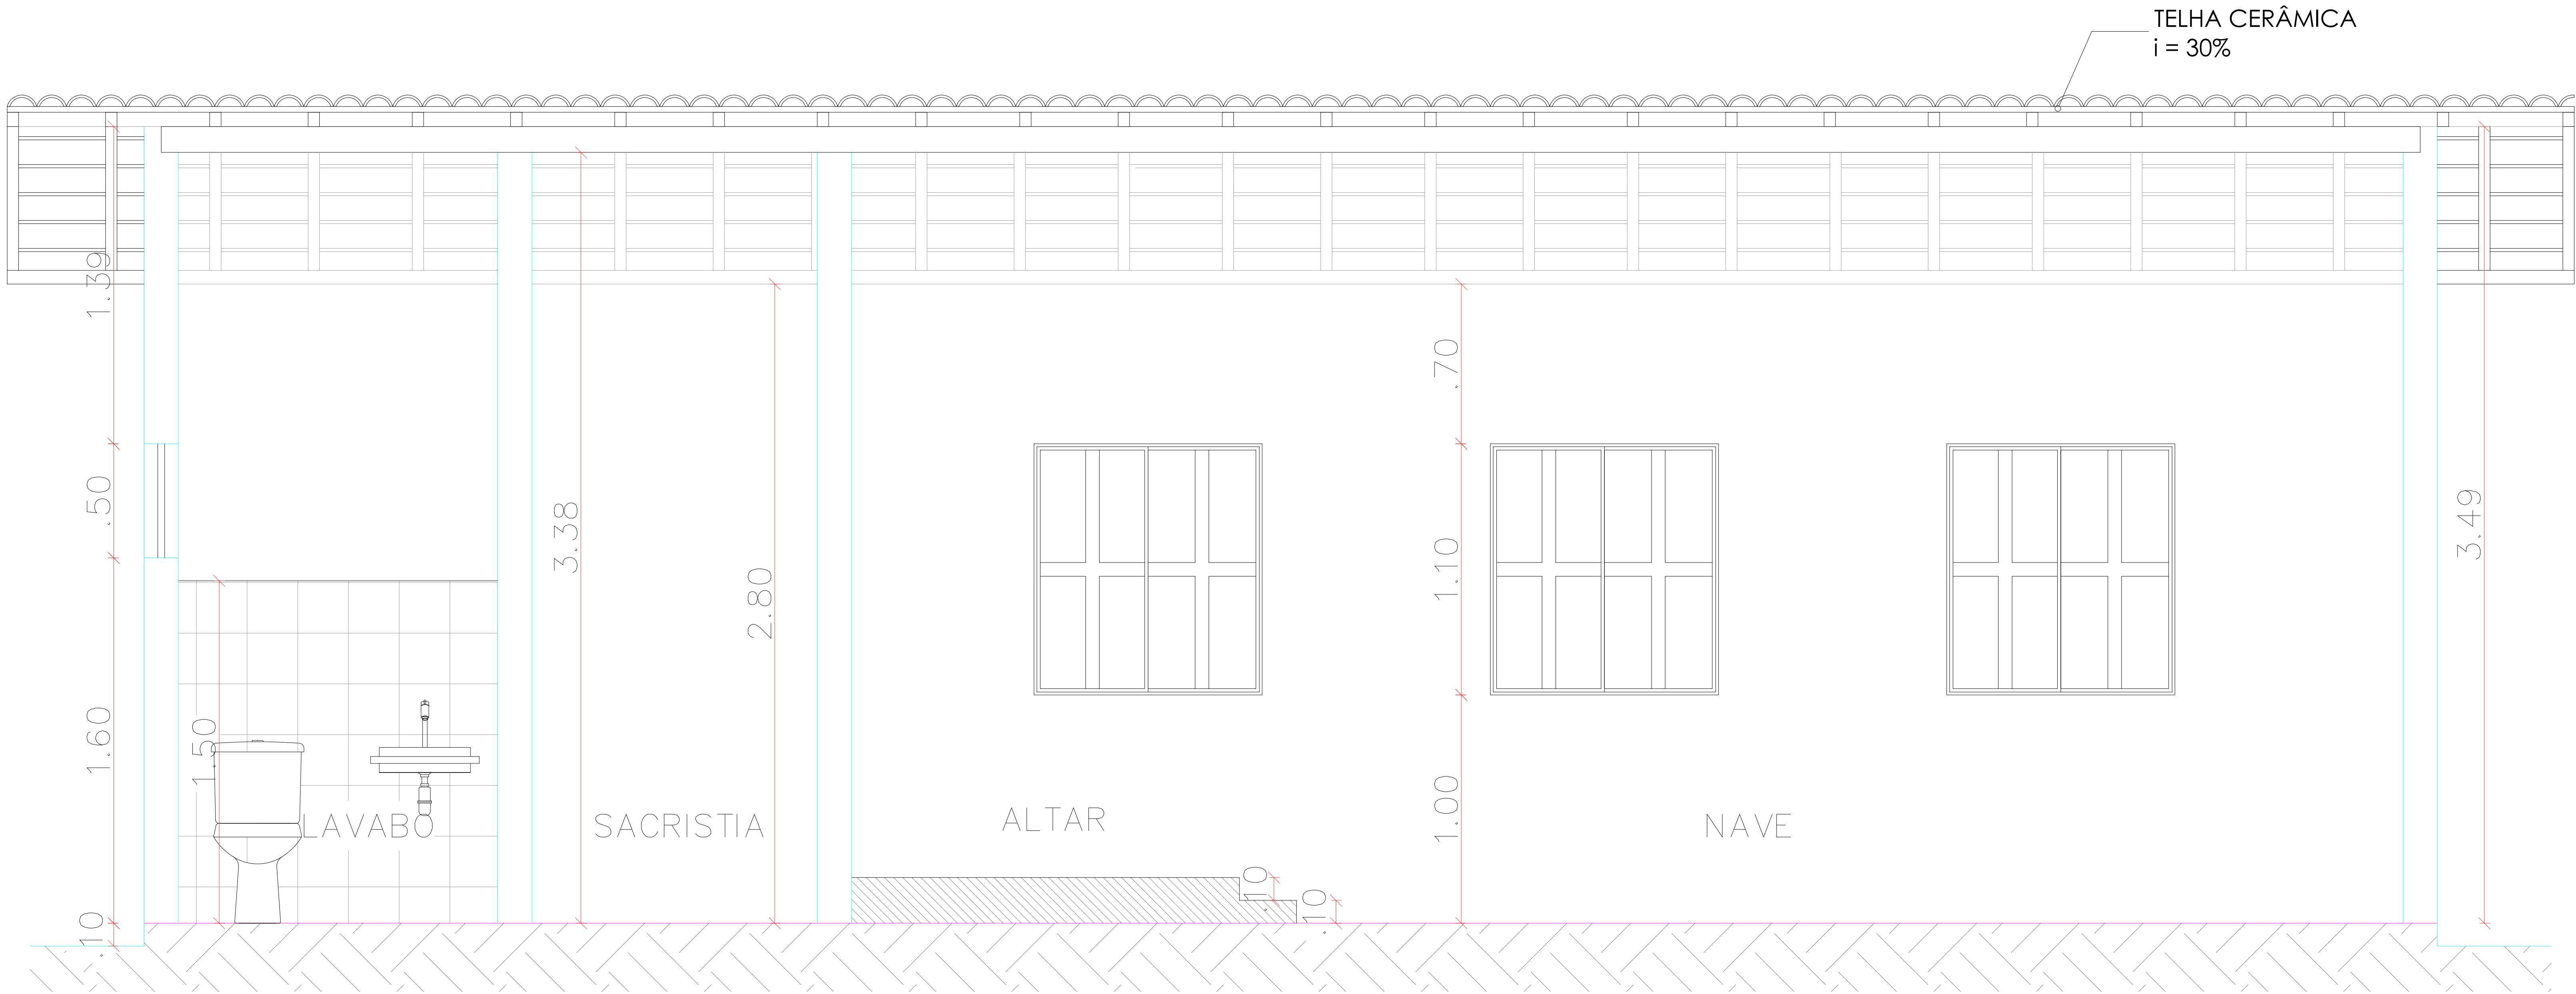 TELHA CERÂMICA
i = 30%
1.39
.50
1.60
.10
1.50
LAVABO
3.38
SACRISTIA
2.80
ALTAR
.10
.10
.70
1.10
1.00
NAVE
3.49